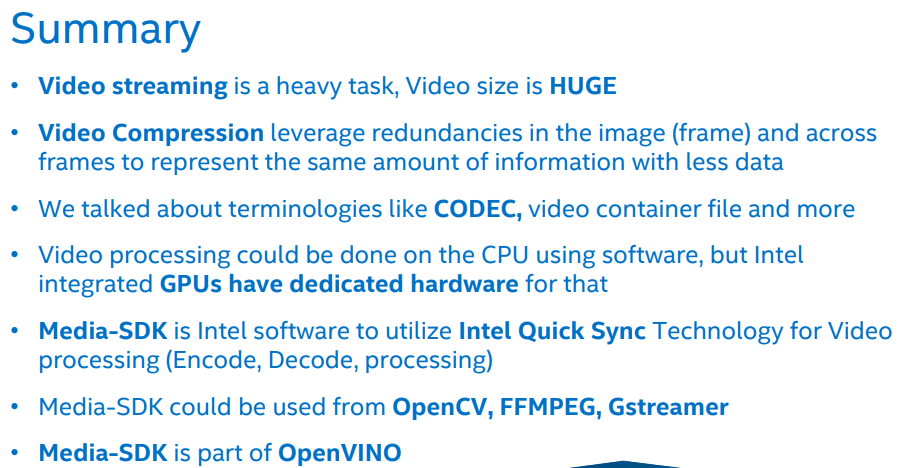 Summary
• Video streaming is a heavy task, Video size is HUGE
• Video Compression leverage redundancies in the image (frame) and across
frames to represent the same amount of information with less data
• We talked about terminologies like CODEC, video container file and more
• Video processing could be done on the CPU using software, but Intel
integrated GPUs have dedicated hardware for that
• Media-SDK is Intel software to utilize Intel Quick Sync Technology for Video
processing (Encode, Decode, processing)
• Media-SDK could be used from OpenCV, FFMPEG, Gstreamer
• Media-SDK is part of OpenVINO